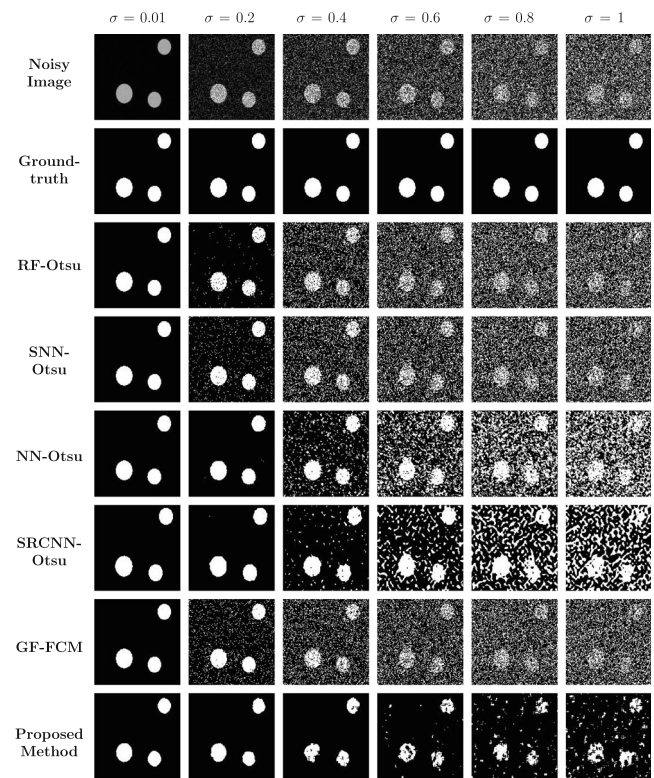 σ = 0.01 σ = 0.2 σ = 0.4 σ = 0.6 σ = 0.8 σ = 1
Noisy
Image
Ground-
truth
RF-Otsu
SNN-
Otsu
NN-Otsu
SRCNN-
Otsu
GF-FCM
Proposed
Method